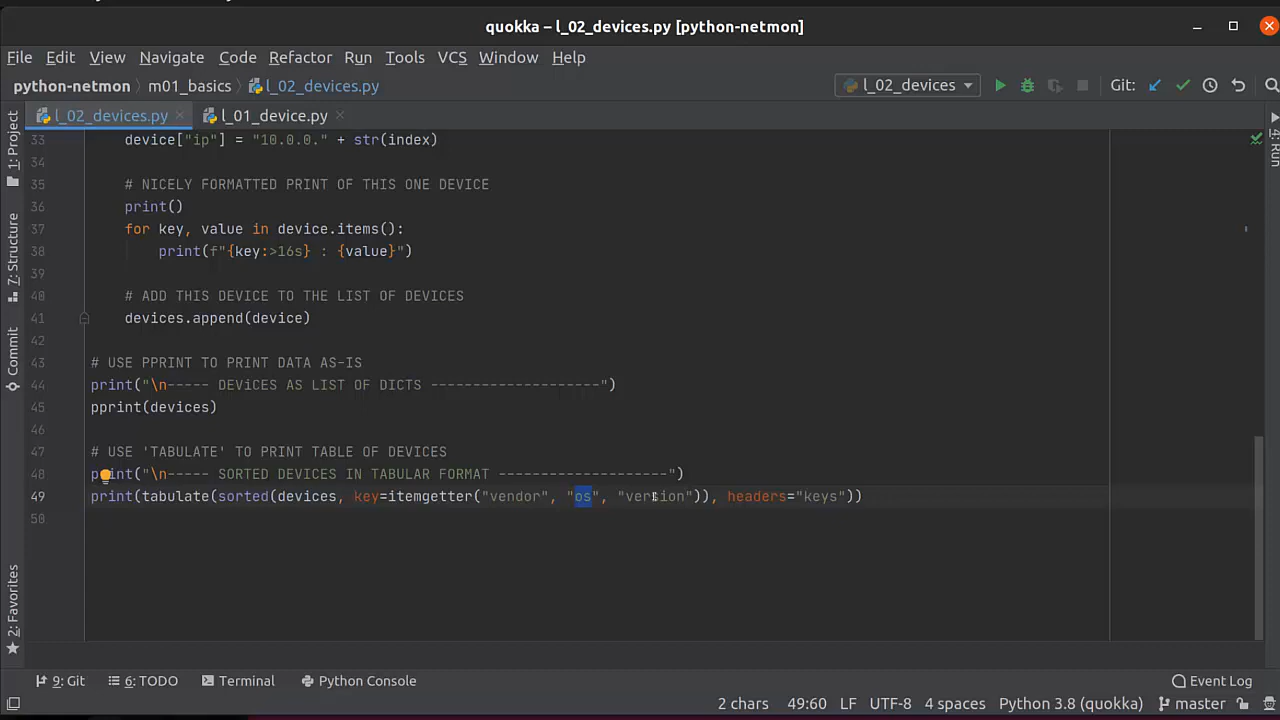 quokka – l_02_devices.py [python-netmon]
File Edit View Navigate Code Refactor Run Tools VCS Window Help
python-netmon m01_basics l_02_devices.py l_02_devices Git:
l_02_devices.py l_01_device.py
1: Project
7: Structure
Commit
2: Favorites
4: Run
33 device["ip"] = "10.0.0." + str(index)
34
35 # NICELY FORMATTED PRINT OF THIS ONE DEVICE
36 print()
37 for key, value in device.items():
38 print(f"{key:>16s} : {value}")
39
40 # ADD THIS DEVICE TO THE LIST OF DEVICES
41 devices.append(device)
42
43 # USE PPRINT TO PRINT DATA AS-IS
44 print("\n----- DEViCES AS LIST OF DICTS --------------------")
45 pprint(devices)
46
47 # USE 'TABULATE' TO PRINT TABLE OF DEVICES
48 print("\n----- SORTED DEVICES IN TABULAR FORMAT --------------------")
49 print(tabulate(sorted(devices, key=itemgetter("vendor", "os", "version")), headers="keys"))
50
9: Git 6: TODO Terminal Python Console Event Log
2 chars 49:60 LF UTF-8 4 spaces Python 3.8 (quokka) master